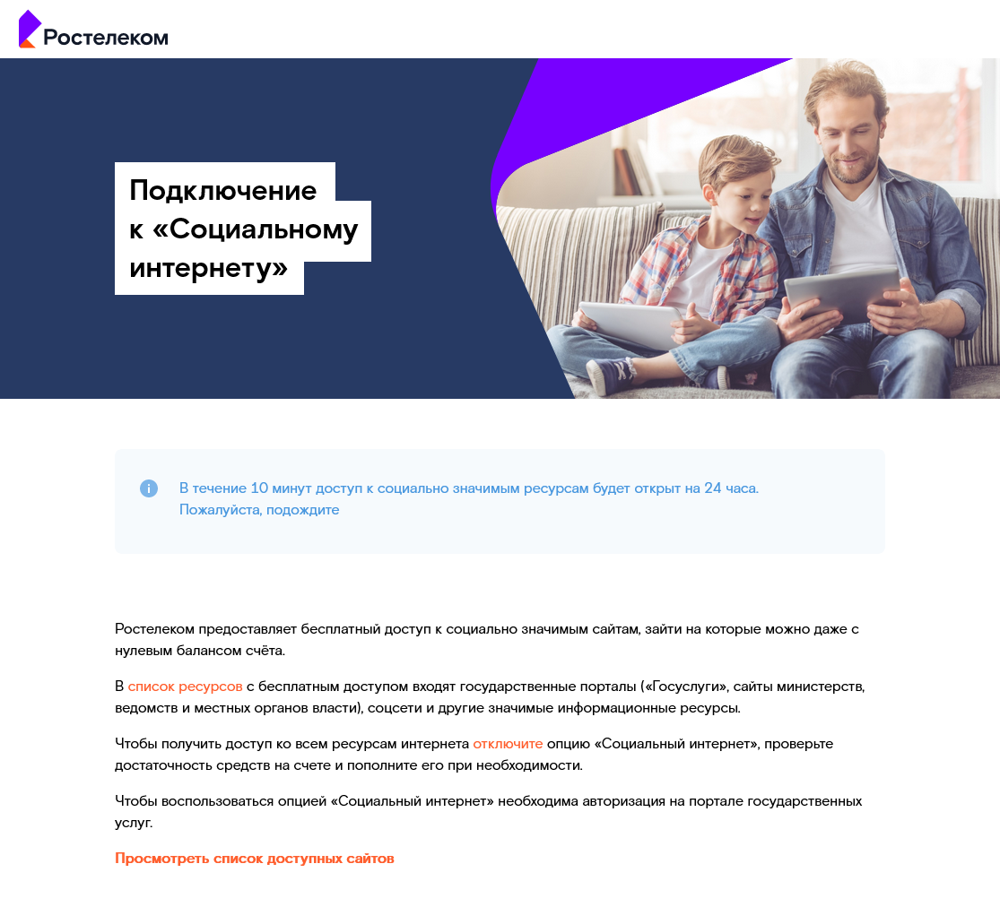 Ростелеком
Подключение
к «Социальному
интернету»
В течение 10 минут доступ к социально значимым ресурсам будет открыт на 24 часа.
Пожалуйста, подождите
Ростелеком предоставляет бесплатный доступ к социально значимым сайтам, зайти на которые можно даже с
нулевым балансом счёта.
В список ресурсов с бесплатным доступом входят государственные порталы («Госуслуги», сайты министерств,
ведомств и местных органов власти), соцсети и другие значимые информационные ресурсы.
Чтобы получить доступ ко всем ресурсам интернета отключите опцию «Социальный интернет», проверьте
достаточность средств на счете и пополните его при необходимости.
Чтобы воспользоваться опцией «Социальный интернет» необходима авторизация на портале государственных
услуг.
Просмотреть список доступных сайтов